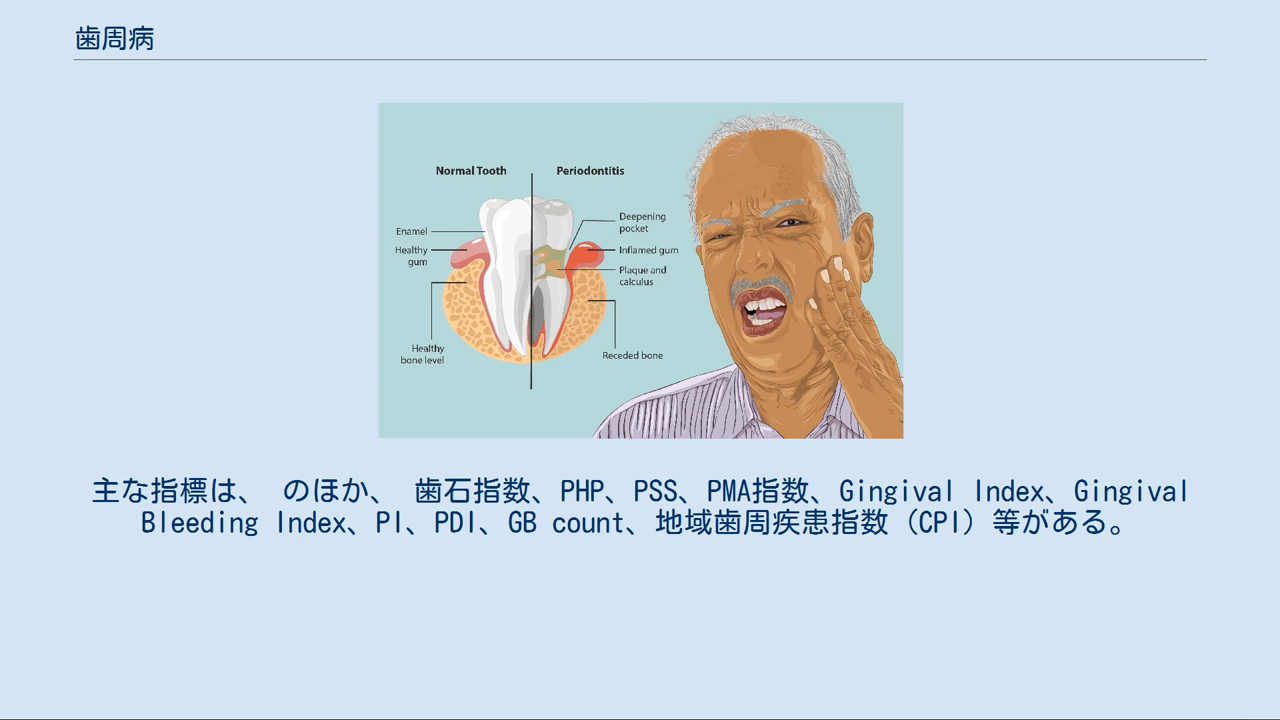 歯周病
Normal Tooth
Periodontitis
Enamel
Healthy
gum
Healthy
bone level
Deepening
pocket
Inflamed gum
Plaque and
calculus
Receded bone
主な指標は、 のほか、 歯石指数、PHP、PSS、PMA指数、Gingival Index、Gingival
Bleeding Index、PI、PDI、GB count、地域歯周疾患指数（CPI）等がある。